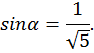 sinα = 1/√5.